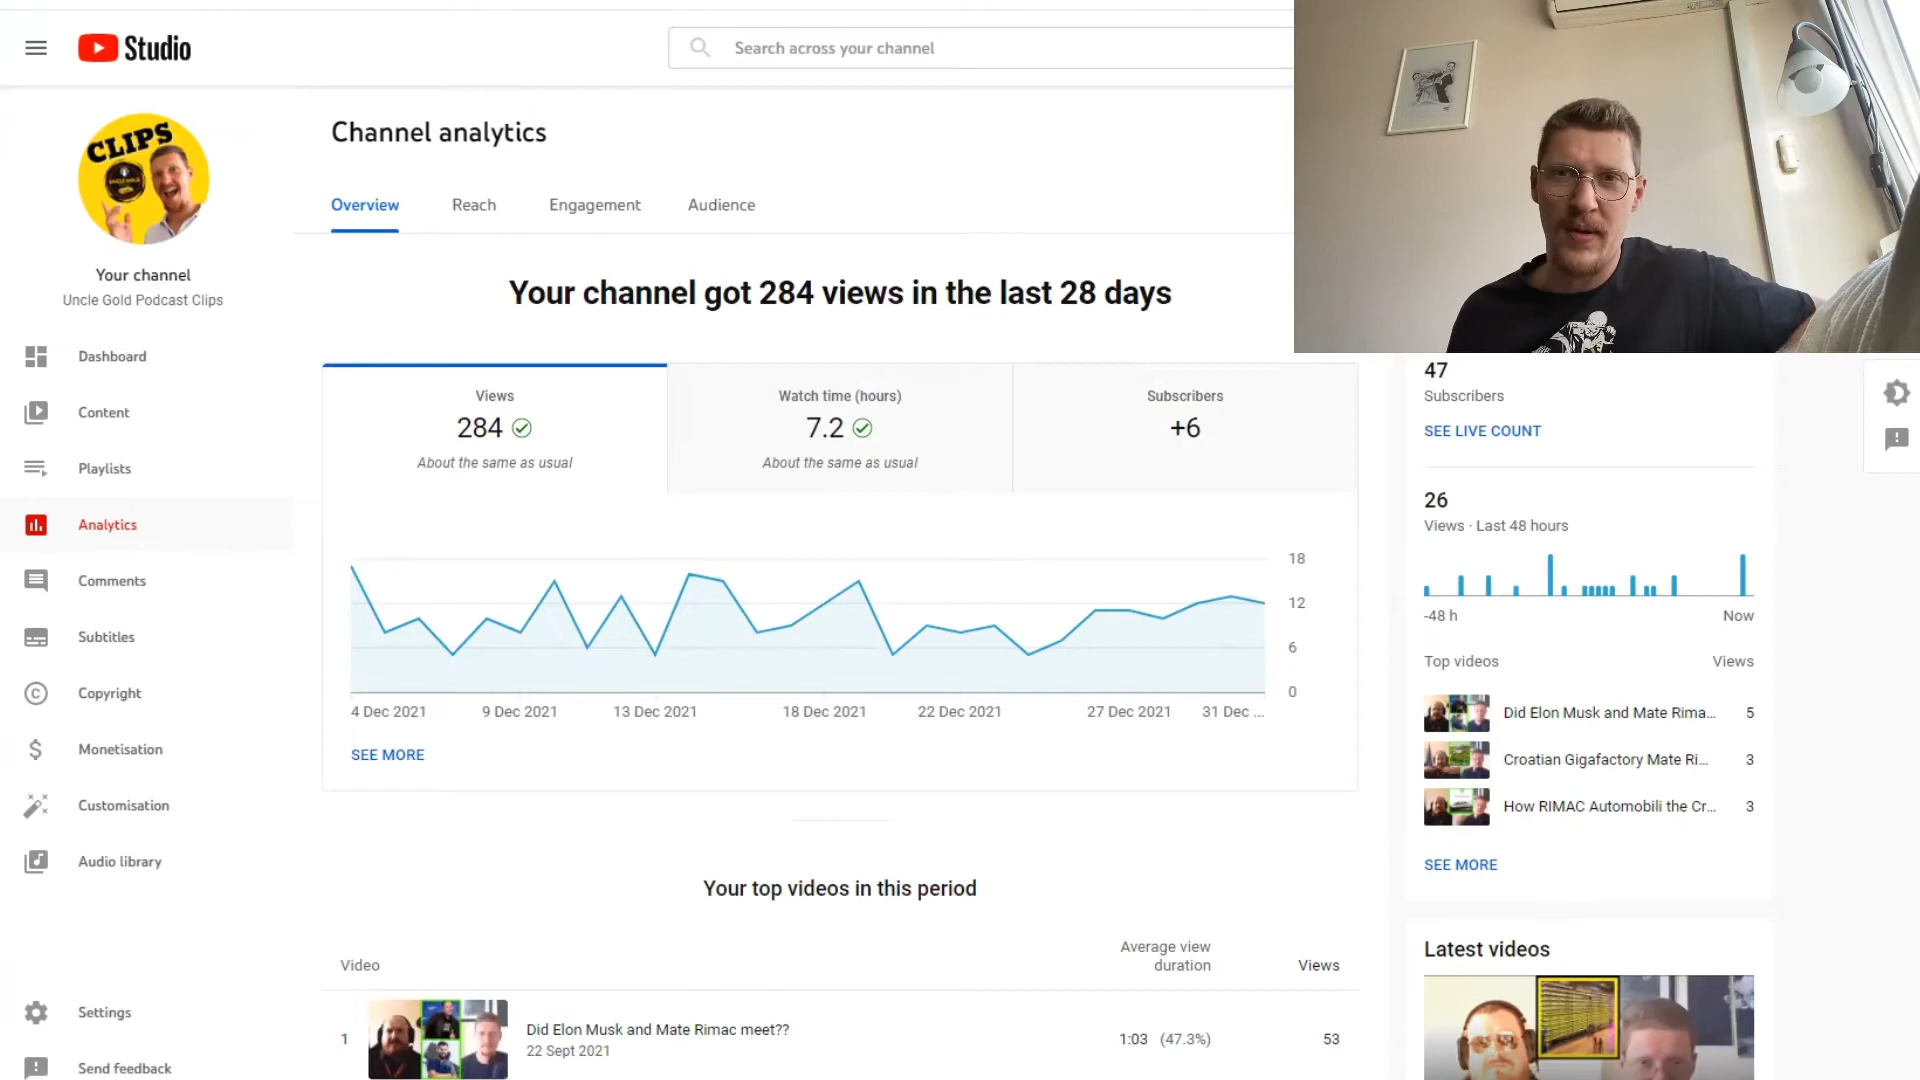 Studio
Search across your channel
CLIPS
Your channel
Uncle Gold Podcast Clips
Dashboard
Content
Playlists
Analytics
Comments
Subtitles
Copyright
Monetisation
Customisation
Audio library
Settings
Send feedback
Channel analytics
Overview
Reach
Engagement
Audience
Your channel got 284 views in the last 28 days
Views
284
About the same as usual
Watch time (hours)
7.2
About the same as usual
Subscribers
+6
18
12
6
0
4 Dec 2021
9 Dec 2021
13 Dec 2021
18 Dec 2021
22 Dec 2021
27 Dec 2021
31 Dec ...
SEE MORE
Your top videos in this period
Video
Average view
duration
Views
1
Did Elon Musk and Mate Rimac meet??
22 Sept 2021
1:03 (47.3%)
53
47
Subscribers
SEE LIVE COUNT
26
Views · Last 48 hours
-48 h
Now
Top videos
Views
Did Elon Musk and Mate Rima...
5
Croatian Gigafactory Mate Ri...
3
How RIMAC Automobili the Cr...
3
SEE MORE
Latest videos